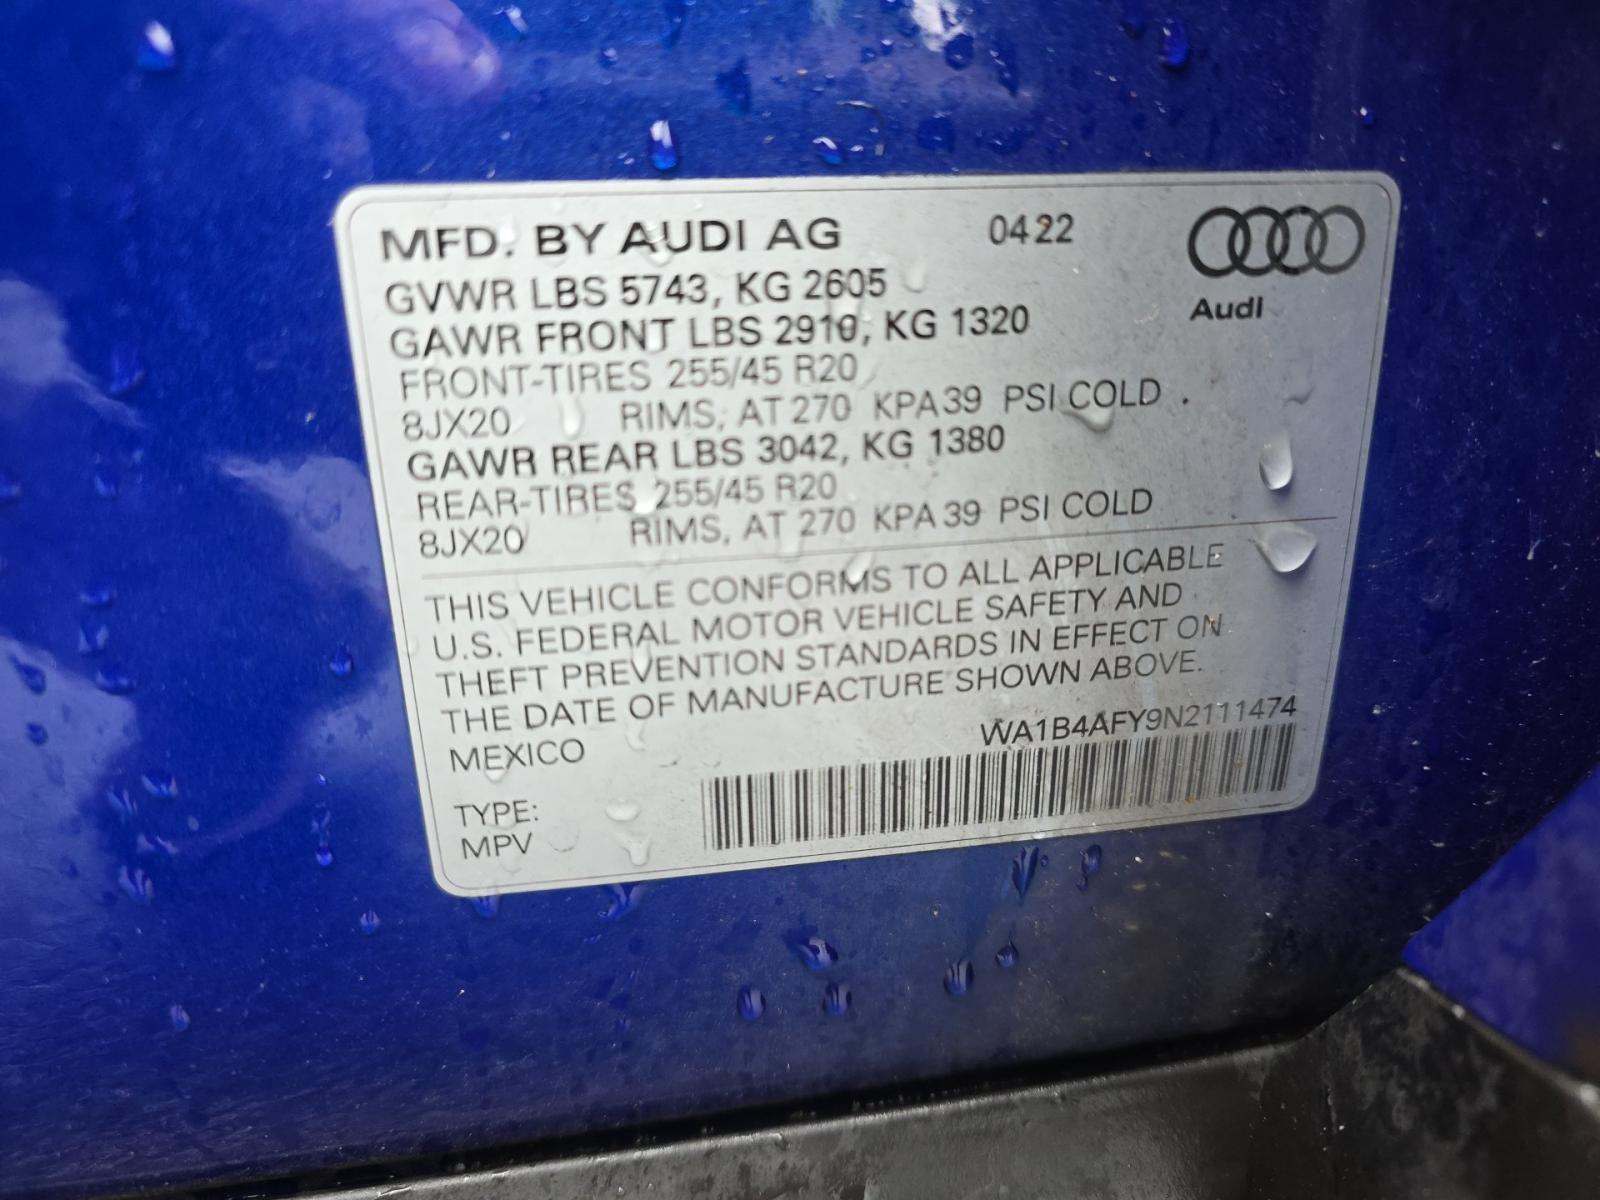 MFD. BY AUDI AG 0422
Audi
GVWR LBS 5743, KG 2605
GAWR FRONT LBS 2910, KG 1320
FRONT-TIRES 255/45 R20
8JX20 RIMS, AT 270 KPA 39 PSI COLD .
GAWR REAR LBS 3042, KG 1380
REAR-TIRES 255/45 R20
8JX20 RIMS, AT 270 KPA 39 PSI COLD
THIS VEHICLE CONFORMS TO ALL APPLICABLE
U.S. FEDERAL MOTOR VEHICLE SAFETY AND
THEFT PREVENTION STANDARDS IN EFFECT ON
THE DATE OF MANUFACTURE SHOWN ABOVE.
MEXICO WA1B4AFY9N2111474
TYPE:
MPV